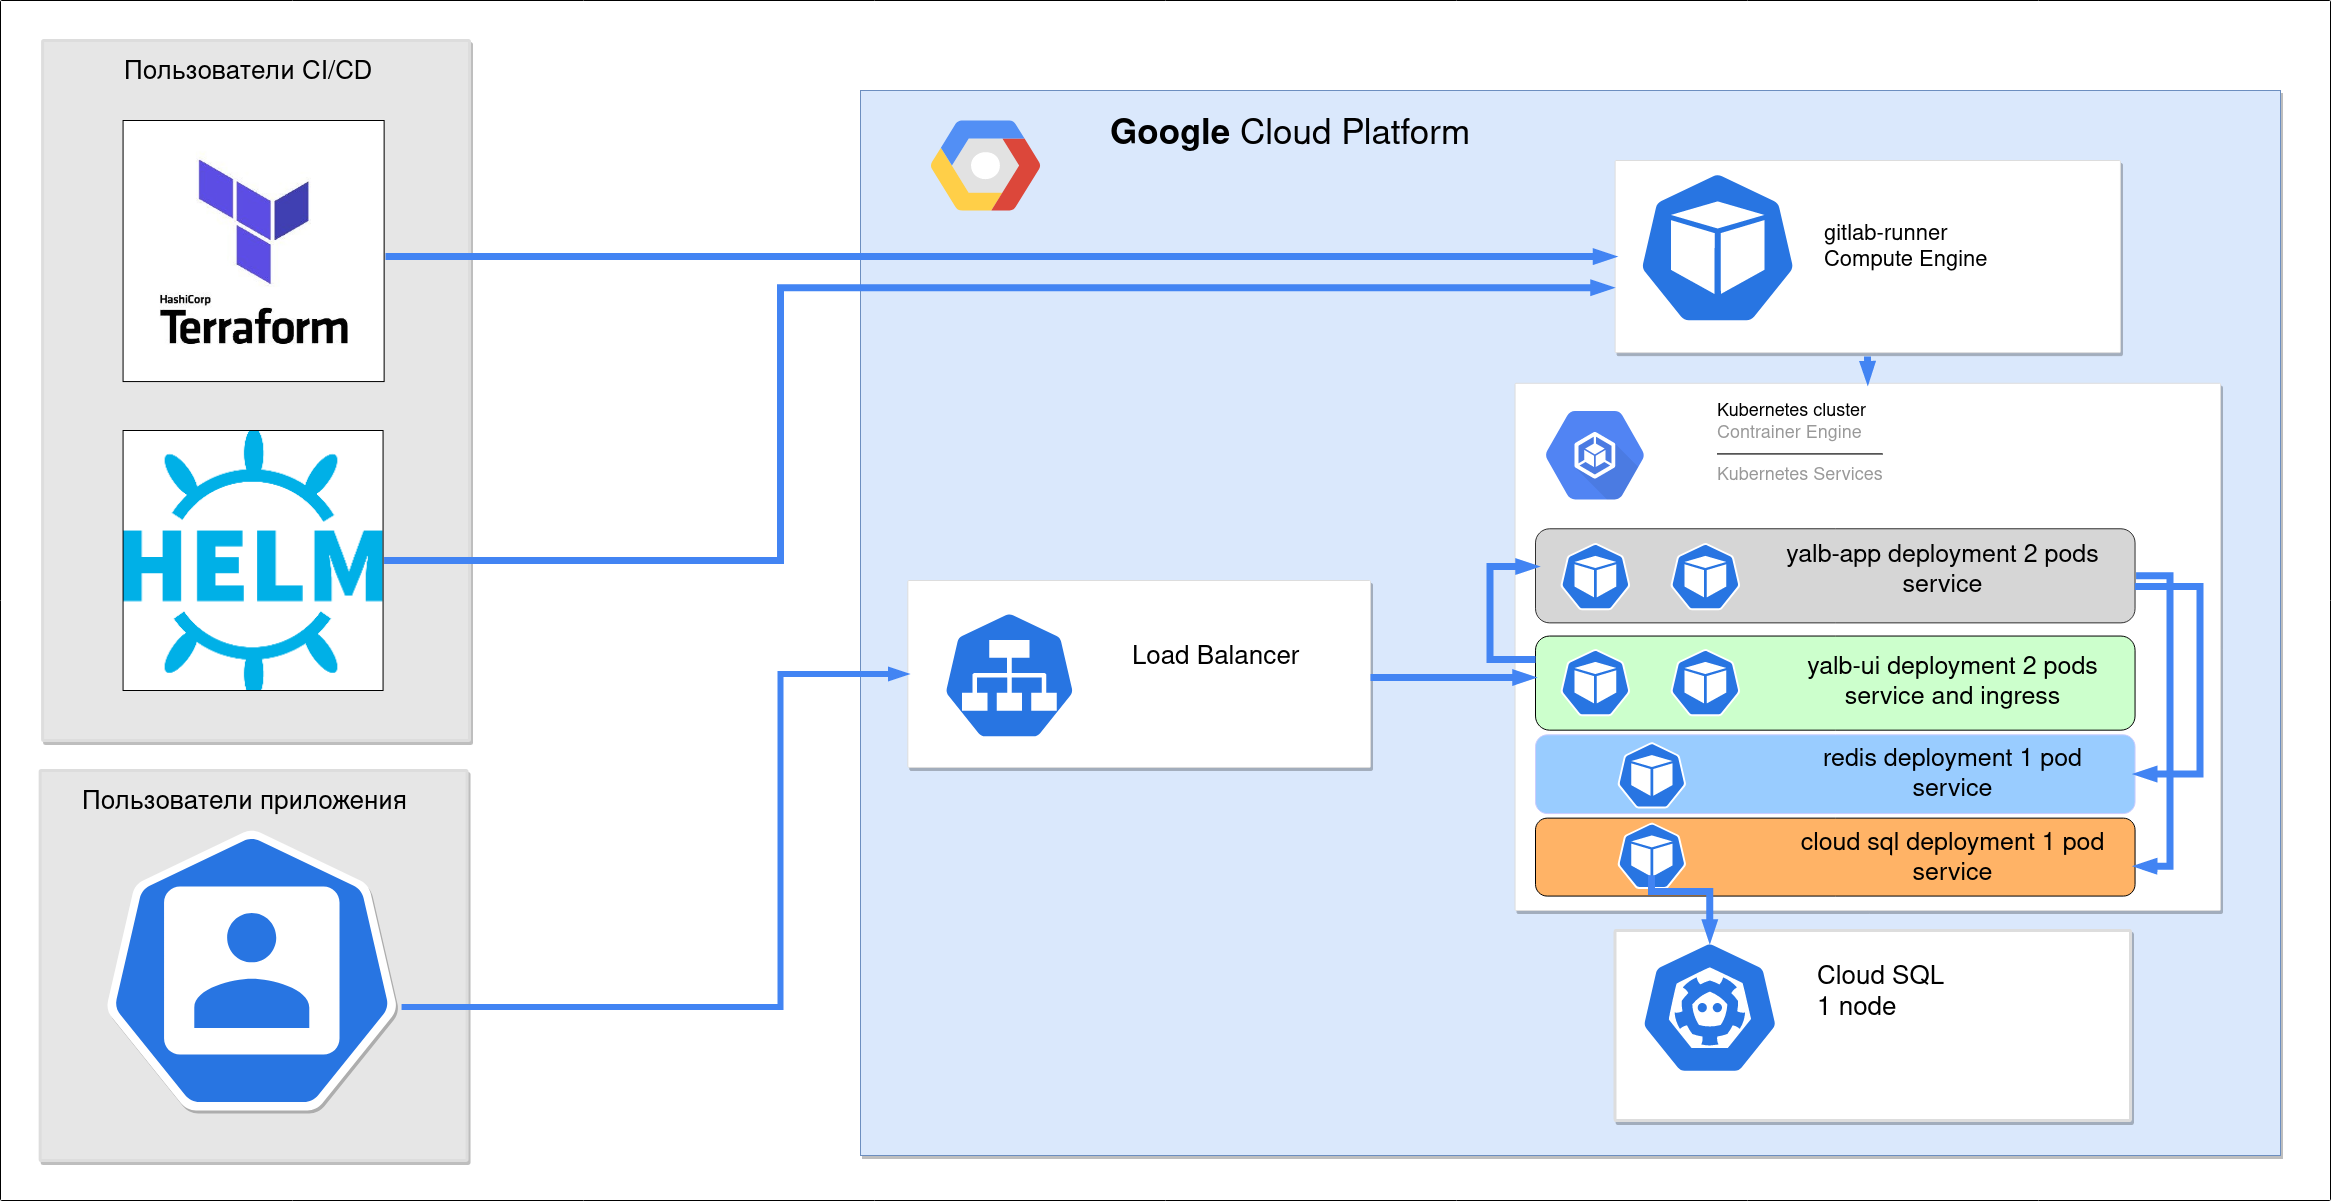 Пользователи CI/CD
HashiCorp
Terraform
HELM
Пользователи приложения
Google Cloud Platform
gitlab-runner
Compute Engine
Kubernetes cluster
Contrainer Engine
Kubernetes Services
Load Balancer
yalb-app deployment 2 pods
service
yalb-ui deployment 2 pods
service and ingress
redis deployment 1 pod
service
cloud sql deployment 1 pod
service
Cloud SQL
1 node